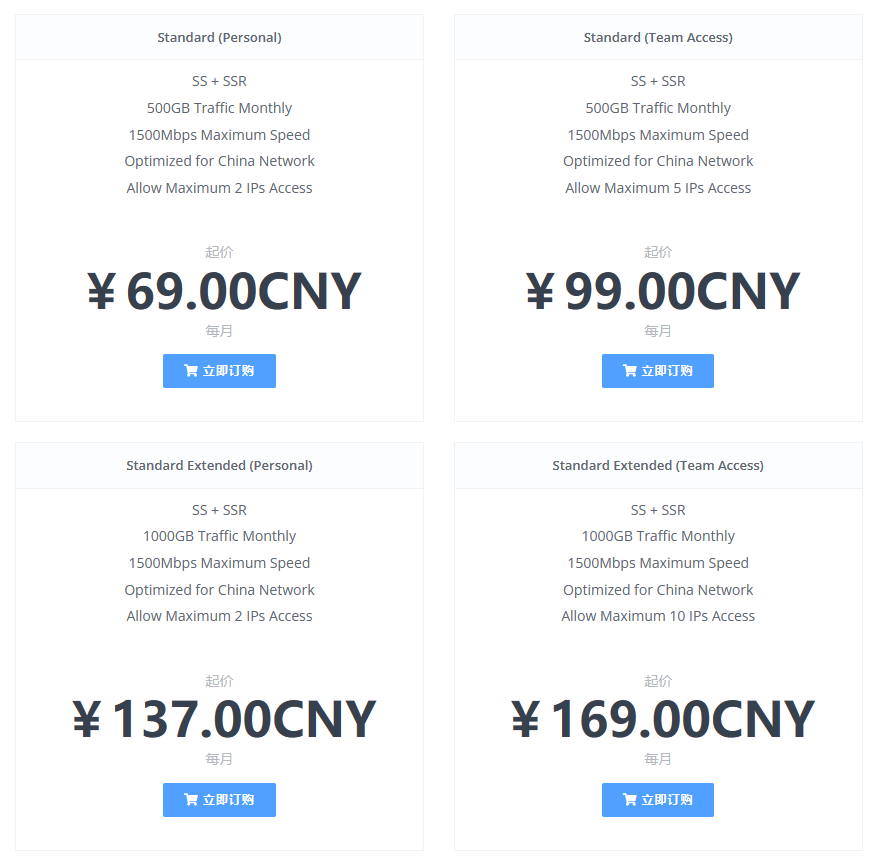 Standard (Personal)
SS + SSR
500GB Traffic Monthly
1500Mbps Maximum Speed
Optimized for China Network
Allow Maximum 2 IPs Access
起价
￥69.00CNY
每月
立即订购
Standard (Team Access)
SS + SSR
500GB Traffic Monthly
1500Mbps Maximum Speed
Optimized for China Network
Allow Maximum 5 IPs Access
起价
￥99.00CNY
每月
立即订购
Standard Extended (Personal)
SS + SSR
1000GB Traffic Monthly
1500Mbps Maximum Speed
Optimized for China Network
Allow Maximum 2 IPs Access
起价
￥137.00CNY
每月
立即订购
Standard Extended (Team Access)
SS + SSR
1000GB Traffic Monthly
1500Mbps Maximum Speed
Optimized for China Network
Allow Maximum 10 IPs Access
起价
￥169.00CNY
每月
立即订购